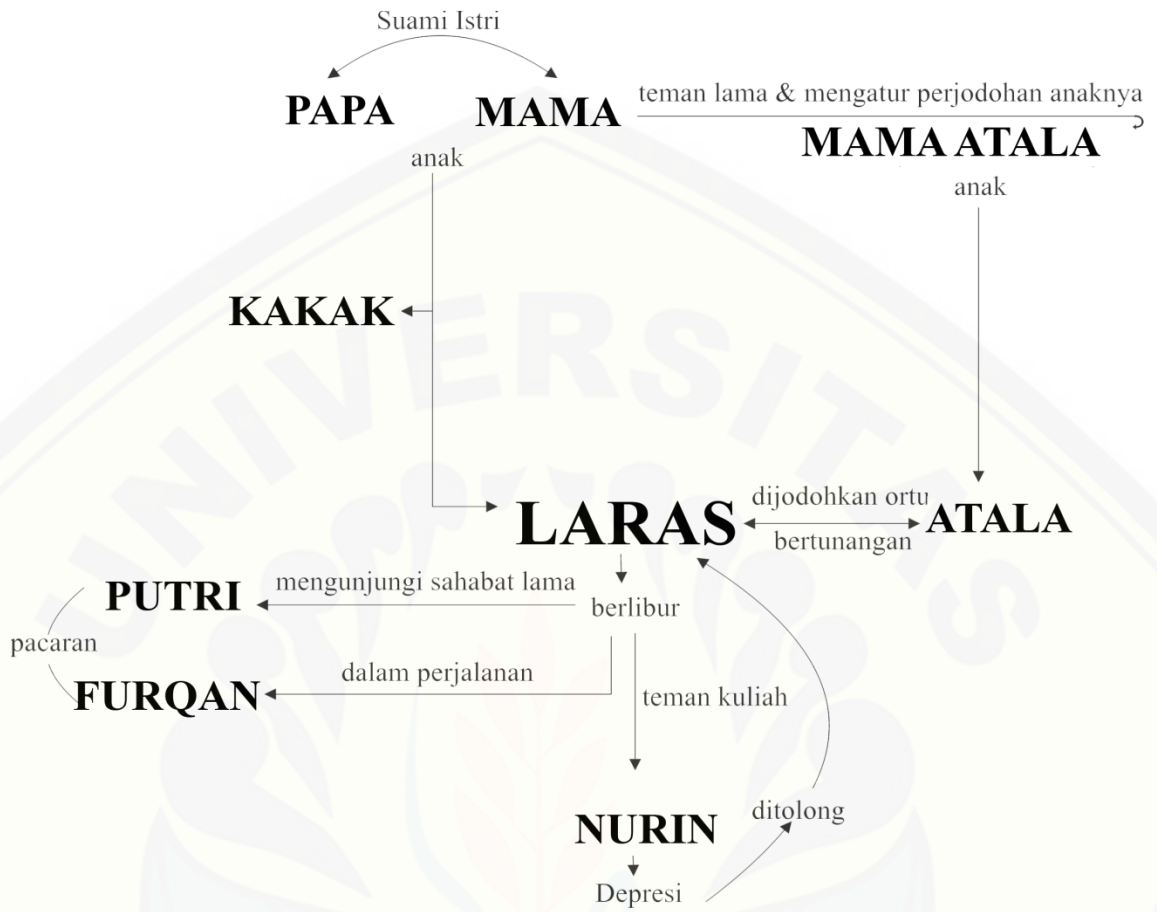 Suami Istri
PAPA
MAMA
teman lama & mengatur perjodohan anaknya
MAMA ATALA
anak
anak
KAKAK
LARAS
dijodohkan ortu
bertunangan
ATALA
PUTRI
mengunjungi sahabat lama
berlibur
pacaran
FURQAN
dalam perjalanan
teman kuliah
NURIN
ditolong
Depresi
UNIVERSITAS